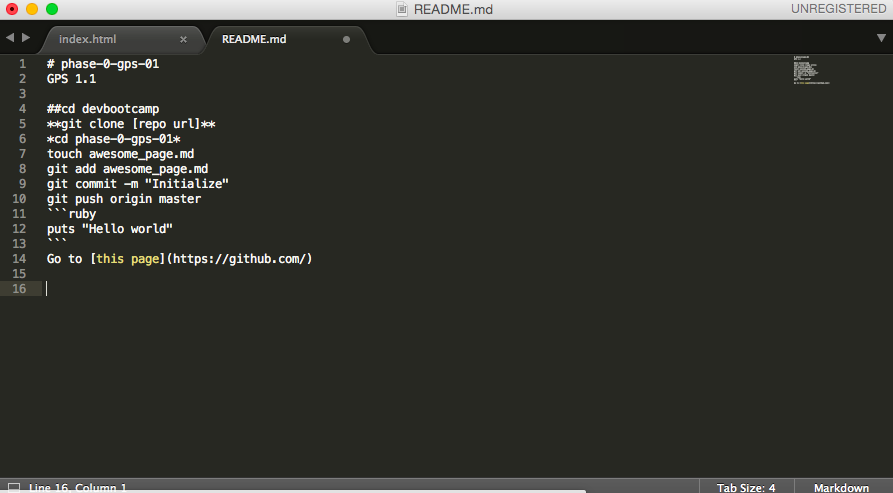 README.md
UNREGISTERED
index.html
README.md
1 # phase-0-gps-01
2 GPS 1.1
3
4 ##cd devbootcamp
5 **git clone [repo url]**
6 *cd phase-0-gps-01*
7 touch awesome_page.md
8 git add awesome_page.md
9 git commit -m "Initialize"
10 git push origin master
11 ```ruby
12 puts "Hello world"
13 ```
14 Go to [this page](https://github.com/)
15
16
Line 16, Column 1
Tab Size: 4
Markdown